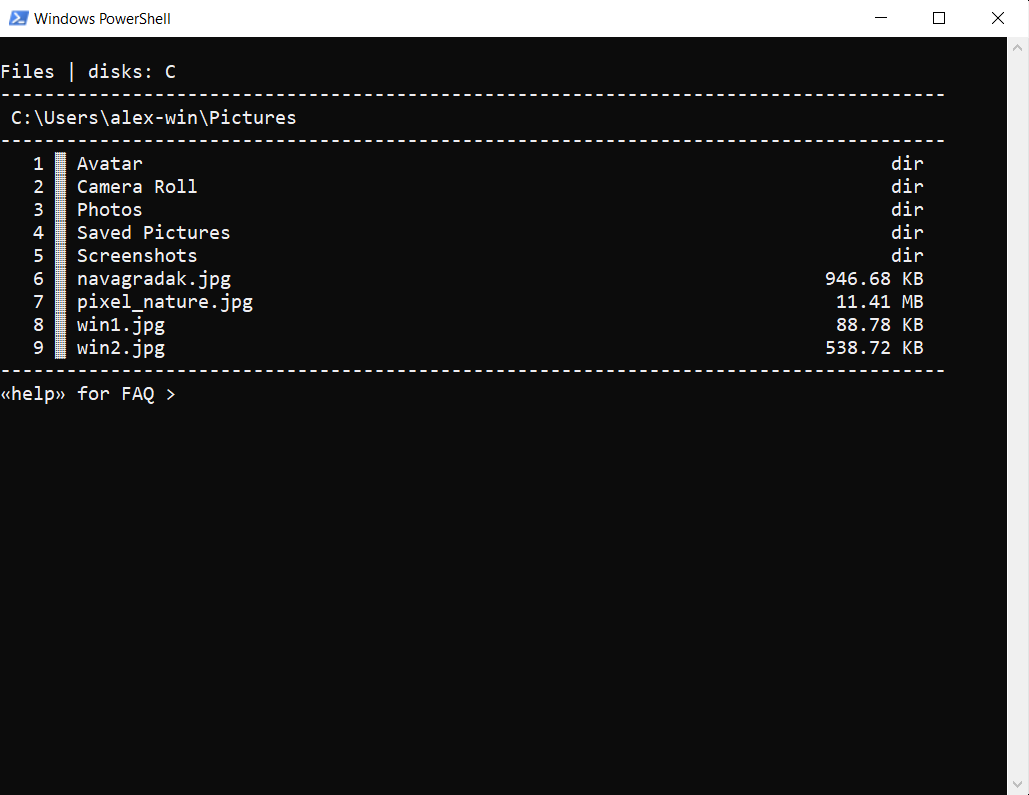 Windows PowerShell
Files | disks: C
--------------------------------------------------------------------------------------
C:\Users\alex-win\Pictures
--------------------------------------------------------------------------------------
1 Avatar dir
2 Camera Roll dir
3 Photos dir
4 Saved Pictures dir
5 Screenshots dir
6 navagradak.jpg 946.68 KB
7 pixel_nature.jpg 11.41 MB
8 win1.jpg 88.78 KB
9 win2.jpg 538.72 KB
--------------------------------------------------------------------------------------
«help» for FAQ >